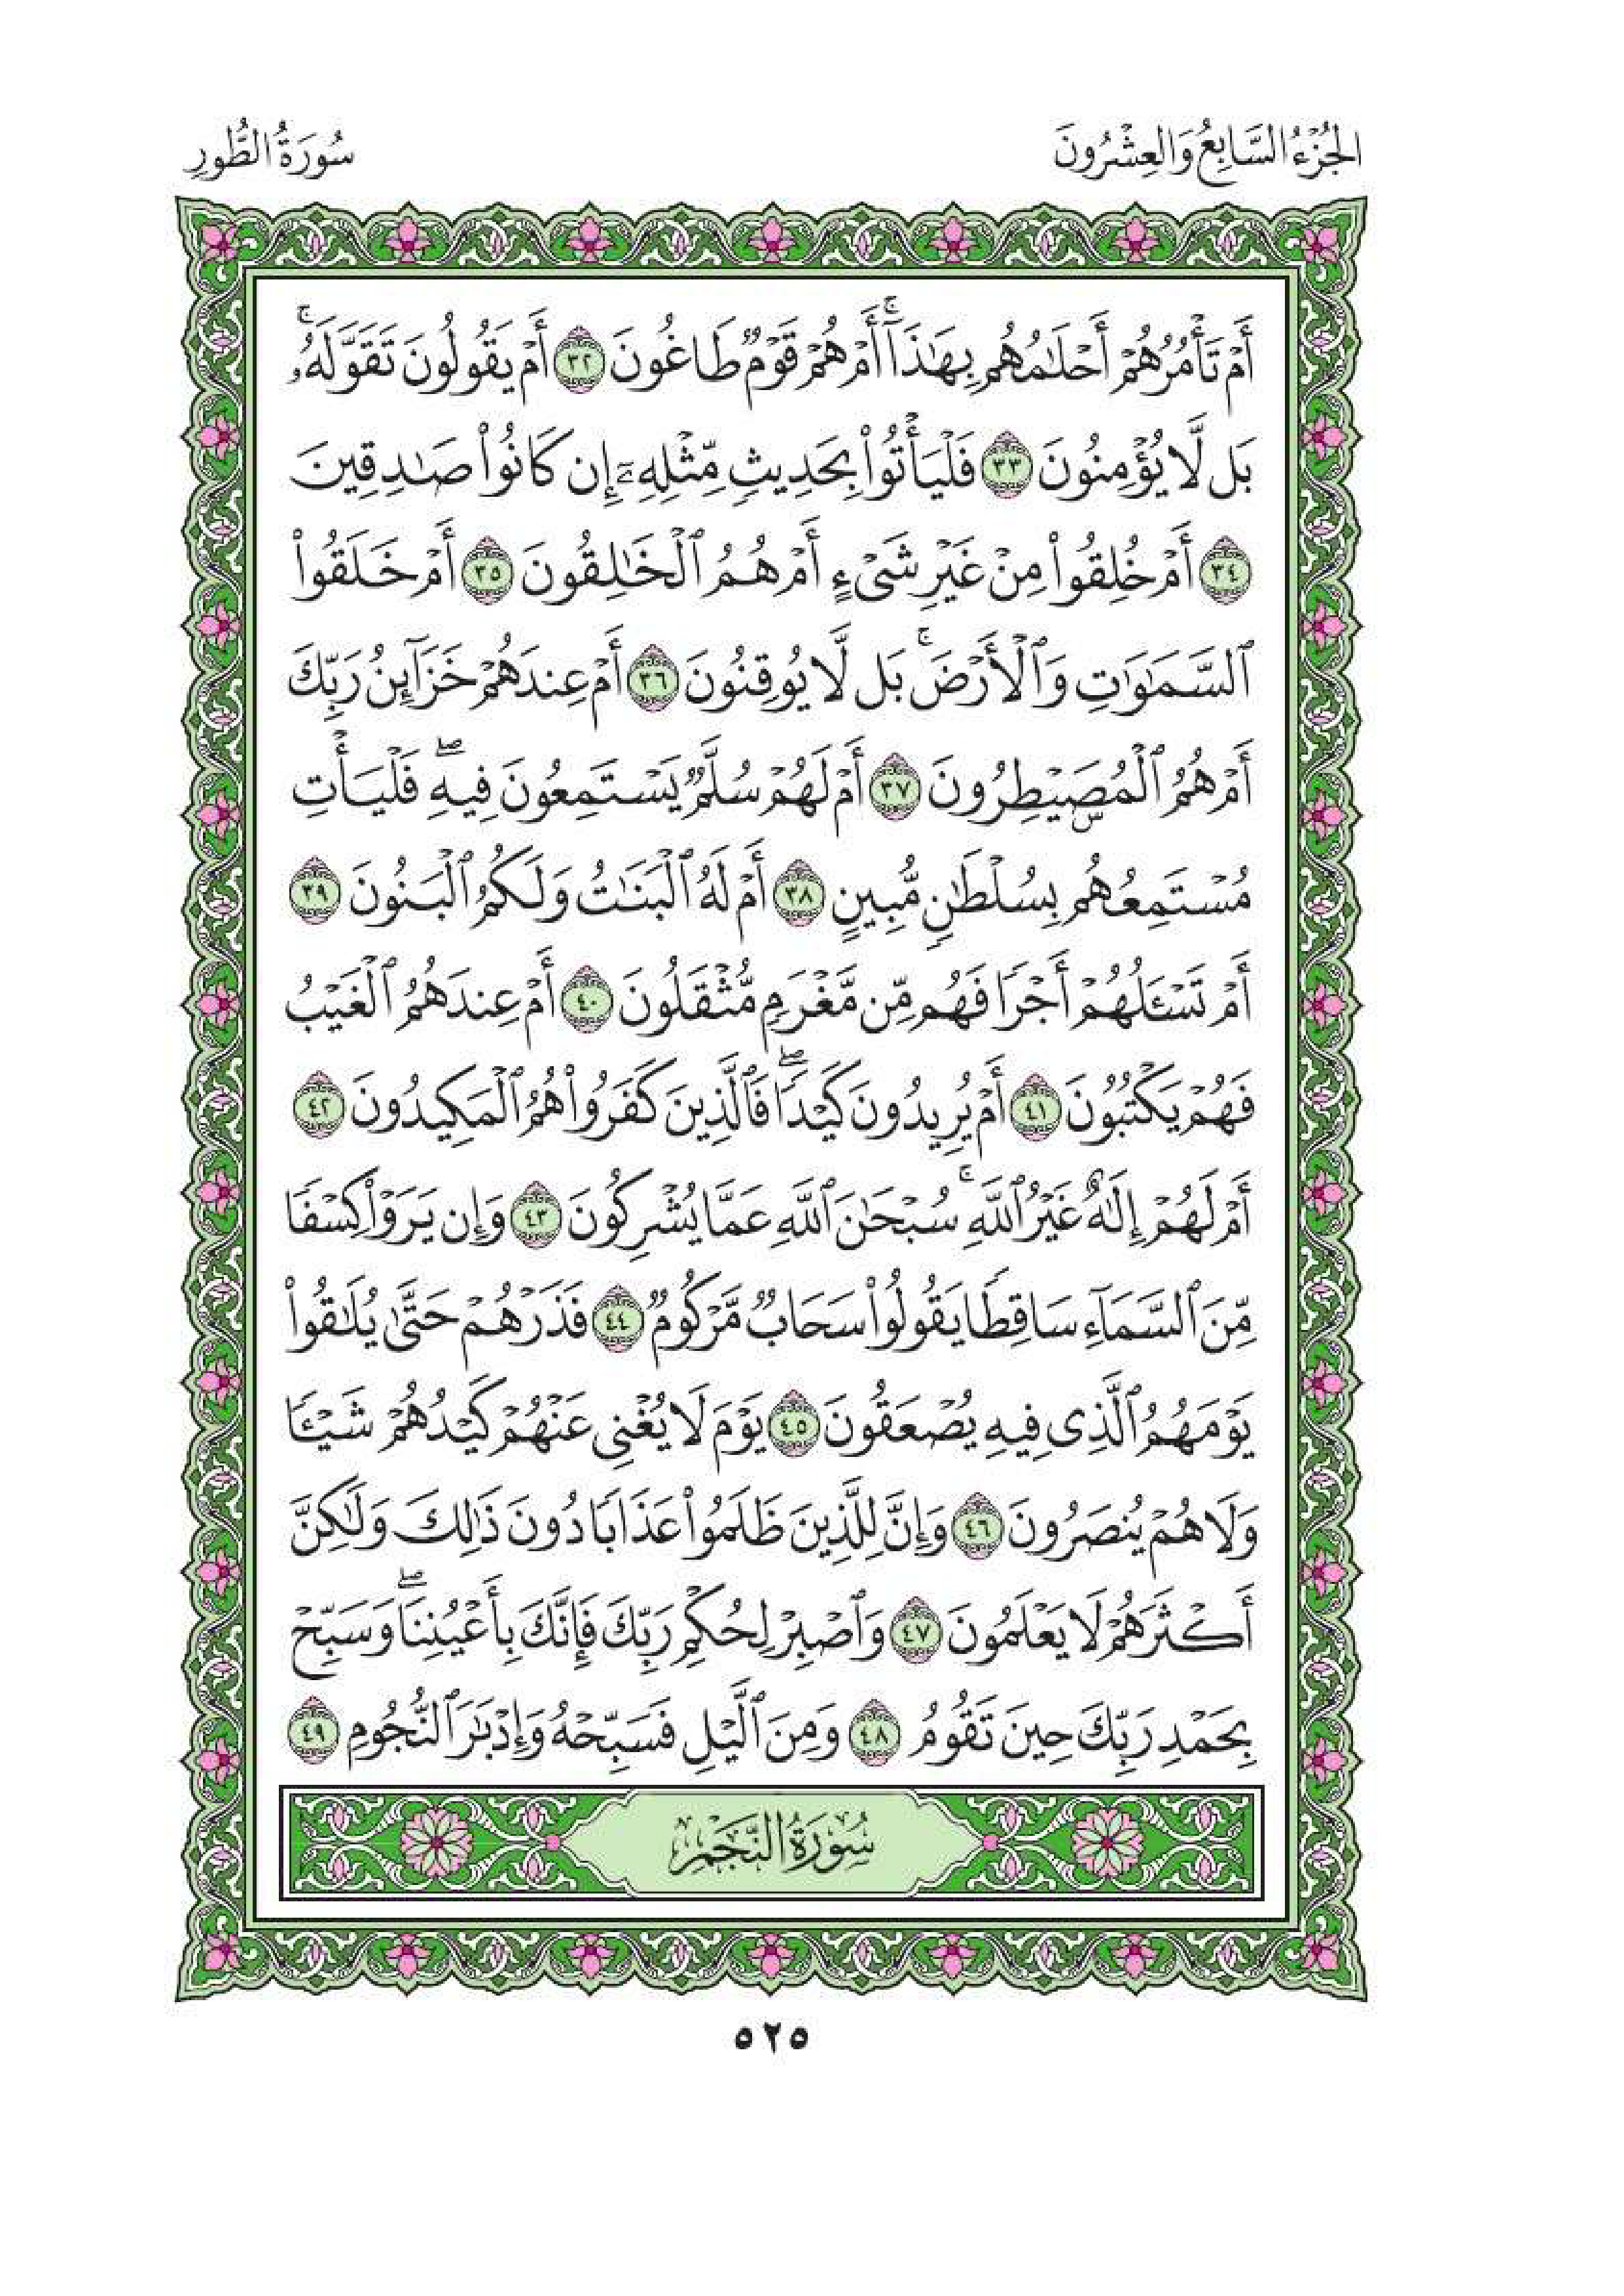 الجُزْءُ السَّابِعُ وَالعِشْرُونَ
سُورَةُ الطُّورِ
أَمْ تَأْمُرُهُمْ أَحْلَٰمُهُم بِهَٰذَآ ۚ أَمْ هُمْ قَوْمٌ طَاغُونَ ٣٢ أَمْ يَقُولُونَ تَقَوَّلَهُۥ ۚ
بَل لَّا يُؤْمِنُونَ ٣٣ فَلْيَأْتُوا۟ بِحَدِيثٍ مِّثْلِهِۦٓ إِن كَانُوا۟ صَٰدِقِينَ
٣٤ أَمْ خُلِقُوا۟ مِنْ غَيْرِ شَىْءٍ أَمْ هُمُ ٱلْخَٰلِقُونَ ٣٥ أَمْ خَلَقُوا۟
ٱلسَّمَٰوَٰتِ وَٱلْأَرْضَ ۚ بَل لَّا يُوقِنُونَ ٣٦ أَمْ عِندَهُمْ خَزَآئِنُ رَبِّكَ
أَمْ هُمُ ٱلْمُصَۣيْطِرُونَ ٣٧ أَمْ لَهُمْ سُلَّمٌ يَسْتَمِعُونَ فِيهِ ۖ فَلْيَأْتِ
مُسْتَمِعُهُم بِسُلْطَٰنٍ مُّبِينٍ ٣٨ أَمْ لَهُ ٱلْبَنَٰتُ وَلَكُمُ ٱلْبَنُونَ ٣٩
أَمْ تَسْـَٔلُهُمْ أَجْرًا فَهُم مِّن مَّغْرَمٍ مُّثْقَلُونَ ٤٠ أَمْ عِندَهُمُ ٱلْغَيْبُ
فَهُمْ يَكْتُبُونَ ٤١ أَمْ يُرِيدُونَ كَيْدًا ۖ فَٱلَّذِينَ كَفَرُوا۟ هُمُ ٱلْمَكِيدُونَ ٤٢
أَمْ لَهُمْ إِلَٰهٌ غَيْرُ ٱللَّهِ ۚ سُبْحَٰنَ ٱللَّهِ عَمَّا يُشْرِكُونَ ٤٣ وَإِن يَرَوْا۟ كِسْفًا
مِّنَ ٱلسَّمَآءِ سَاقِطًا يَقُولُوا۟ سَحَابٌ مَّرْكُومٌ ٤٤ فَذَرْهُمْ حَتَّىٰ يُلَٰقُوا۟
يَوْمَهُمُ ٱلَّذِى فِيهِ يُصْعَقُونَ ٤٥ يَوْمَ لَا يُغْنِى عَنْهُمْ كَيْدُهُمْ شَيْـًٔا
وَلَا هُمْ يُنصَرُونَ ٤٦ وَإِنَّ لِلَّذِينَ ظَلَمُوا۟ عَذَابًا دُونَ ذَٰلِكَ وَلَٰكِنَّ
أَكْثَرَهُمْ لَا يَعْلَمُونَ ٤٧ وَٱصْبِرْ لِحُكْمِ رَبِّكَ فَإِنَّكَ بِأَعْيُنِنَا ۖ وَسَبِّحْ
بِحَمْدِ رَبِّكَ حِينَ تَقُومُ ٤٨ وَمِنَ ٱلَّيْلِ فَسَبِّحْهُ وَإِدْبَٰرَ ٱلنُّجُومِ ٤٩
سُورَةُ النَّجْمِ
٥٢٥